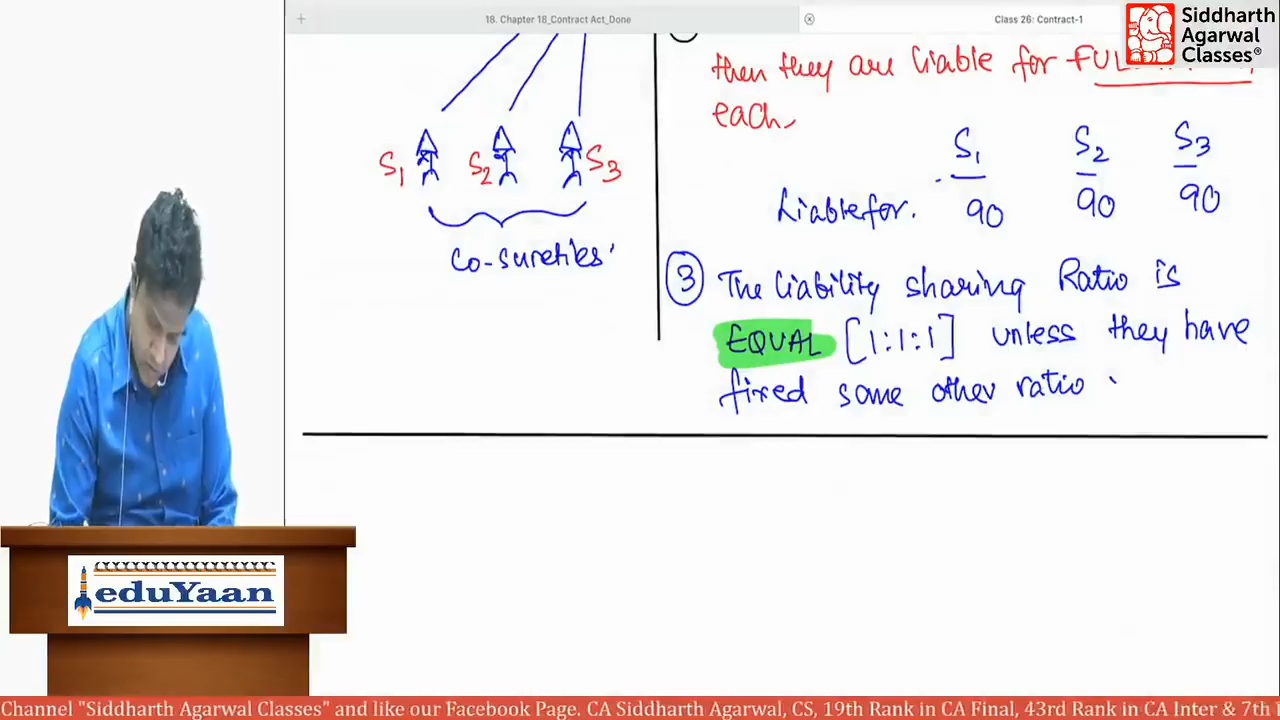 18. Chapter 18_Contract Act_Done
Class 26: Contract-1
Siddharth
Agarwal
Classes®
then they are liable for
each
S1 S2 S3
S1 S2 S3
Liable for. 90 90 90
Co-sureties
3 The liability sharing Ratio is
EQUAL [1:1:1] unless they have
fixed some other ratio.
eduYaan
Channel "Siddharth Agarwal Classes" and like our Facebook Page. CA Siddharth Agarwal, CS, 19th Rank in CA Final, 43rd Rank in CA Inter & 7th